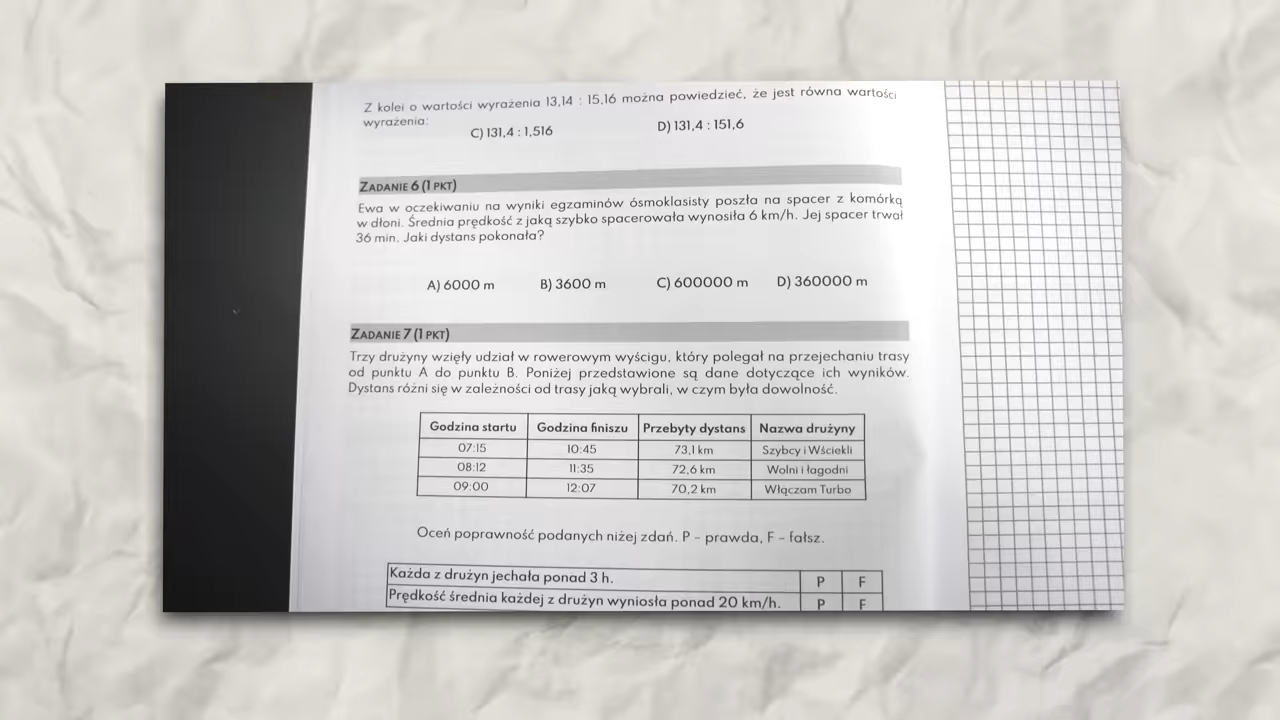 Z kolei o wartości wyrażenia 13,14 : 15,16 można powiedzieć, że jest równa wartości
wyrażenia:
C) 131,4 : 1,516 D) 131,4 : 151,6
ZADANIE 6 (1 PKT)
Ewa w oczekiwaniu na wyniki egzaminów ósmoklasisty poszła na spacer z komórką
w dłoni. Średnia prędkość z jaką szybko spacerowała wynosiła 6 km/h. Jej spacer trwał
36 min. Jaki dystans pokonała?
A) 6000 m B) 3600 m C) 600000 m D) 360000 m
ZADANIE 7 (1 PKT)
Trzy drużyny wzięły udział w rowerowym wyścigu, który polegał na przejechaniu trasy
od punktu A do punktu B. Poniżej przedstawione są dane dotyczące ich wyników.
Dystans różni się w zależności od trasy jaką wybrali, w czym była dowolność.
Godzina startu Godzina finiszu Przebyty dystans Nazwa drużyny
07:15 10:45 73,1 km Szybcy i Wściekli
08:12 11:35 72,6 km Wolni i łagodni
09:00 12:07 70,2 km Włączam Turbo
Oceń poprawność podanych niżej zdań. P – prawda, F – fałsz.
Każda z drużyn jechała ponad 3 h. P F
Prędkość średnia każdej z drużyn wyniosła ponad 20 km/h. P F